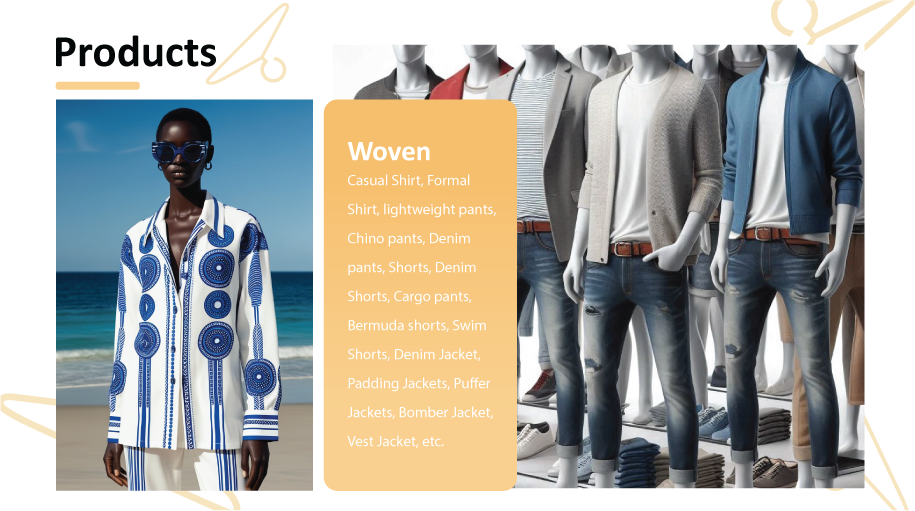 Products
Woven
Casual Shirt, Formal
Shirt, lightweight pants,
Chino pants, Denim
pants, Shorts, Denim
Shorts, Cargo pants,
Bermuda shorts, Swim
Shorts, Denim Jacket,
Padding Jackets, Puffer
Jackets, Bomber Jacket,
Vest Jacket, etc.